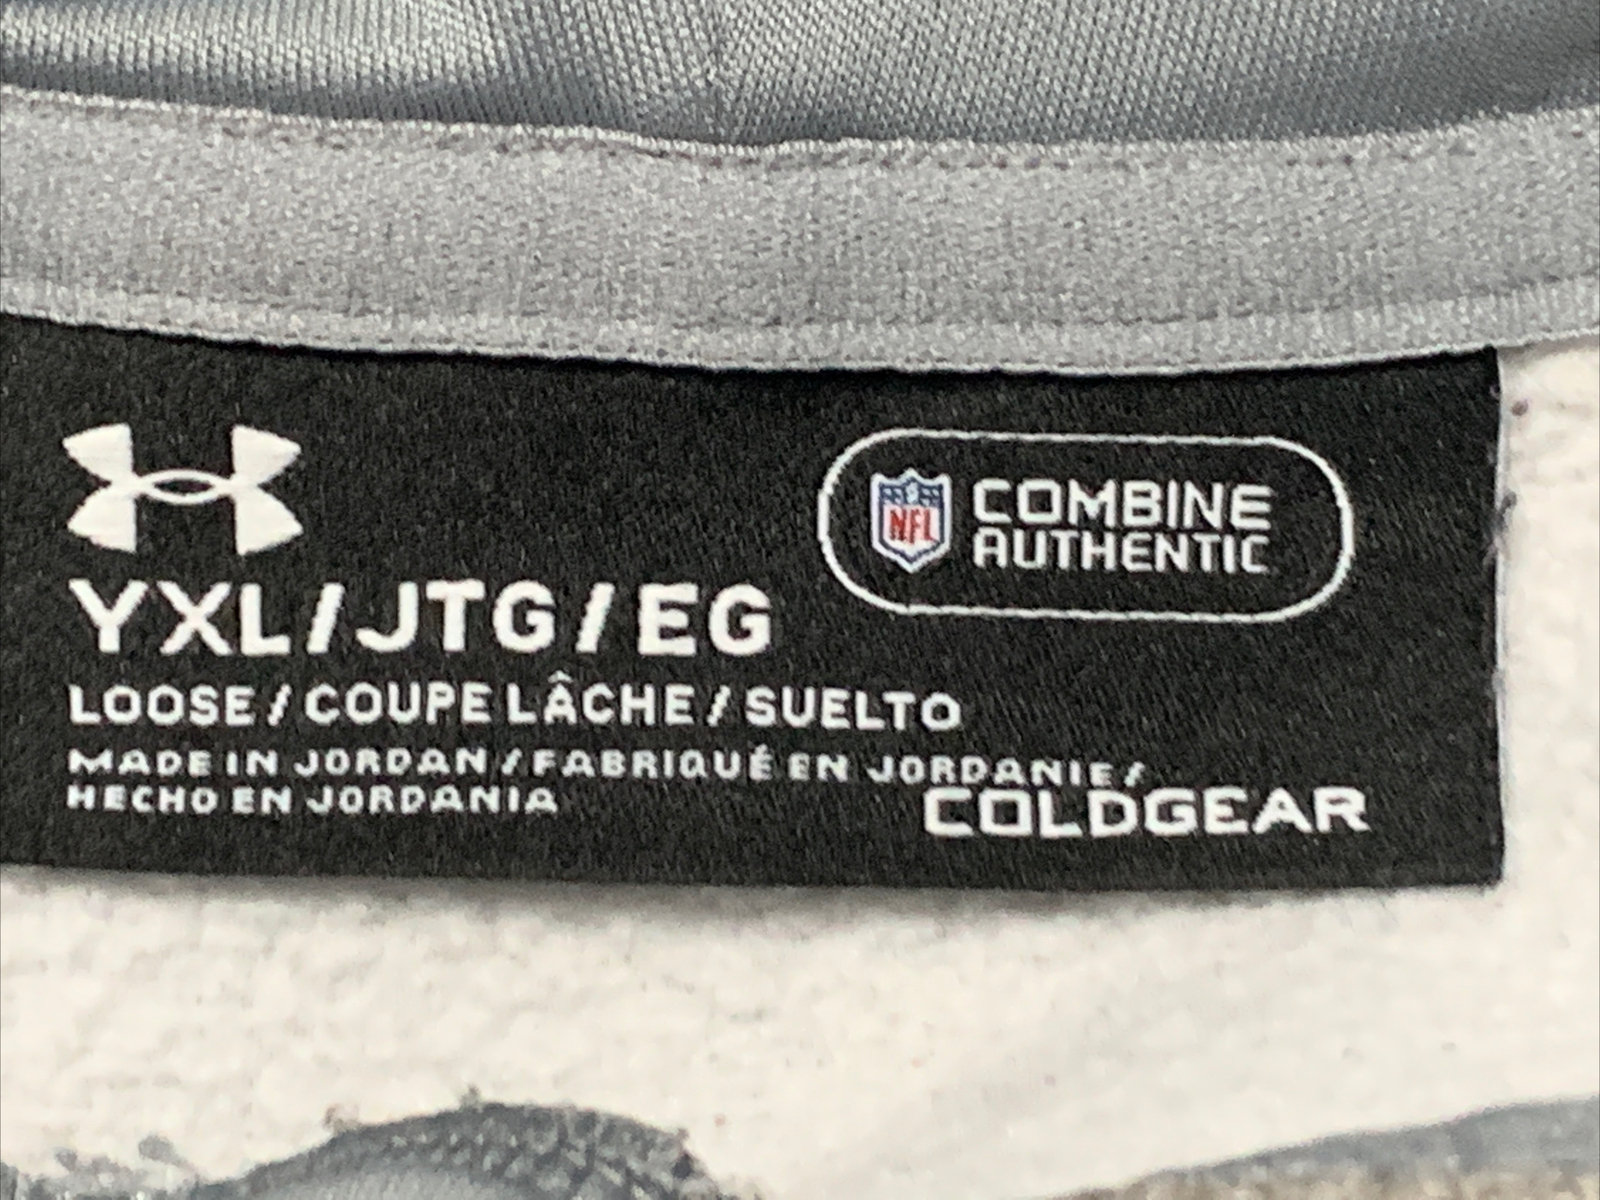 NFL COMBINE
AUTHENTIC
YXL/JTG/EG
LOOSE / COUPE LÂCHE / SUELTO
MADE IN JORDAN / FABRIQUÉ EN JORDANIE /
HECHO EN JORDANIA
COLDGEAR